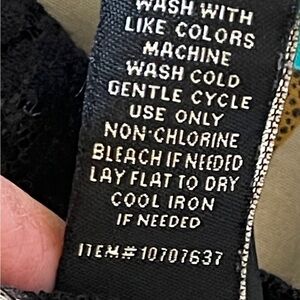 WASH WITH
LIKE COLORS
MACHINE
WASH COLD
GENTLE CYCLE
USE ONLY
NON-CHLORINE
BLEACH IF NEEDED
LAY FLAT TO DRY
COOL IRON
IF NEEDED
ITEM# 10707637